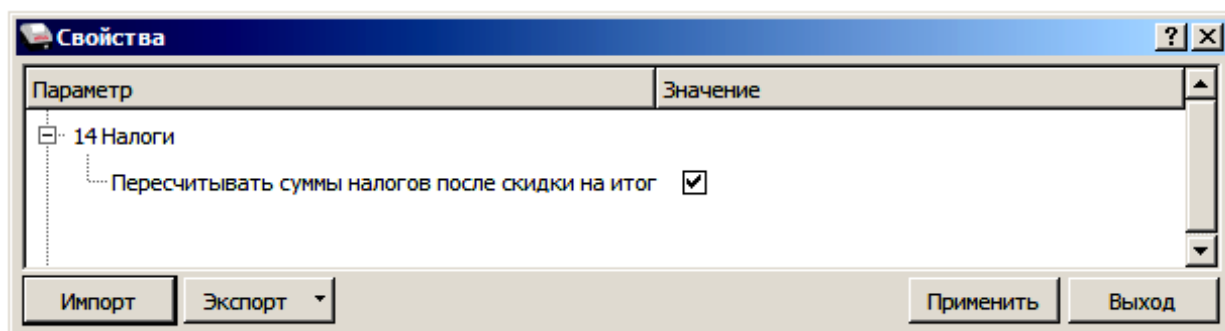 Свойства
Параметр Значение
14 Налоги
Пересчитывать суммы налогов после скидки на итог
Импорт Экспорт Применить Выход